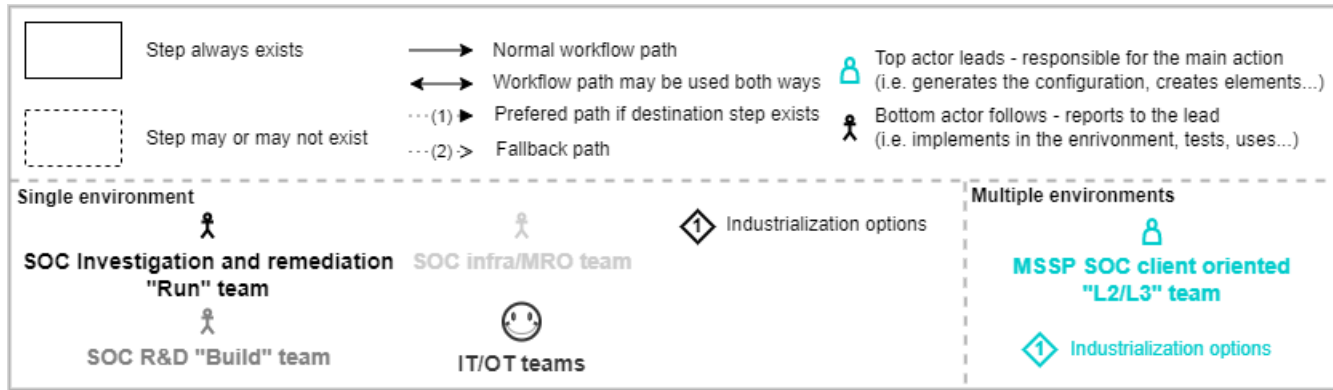 Step always exists
Step may or may not exist
Normal workflow path
Workflow path may be used both ways
(1) Prefered path if destination step exists
(2) Fallback path
Top actor leads - responsible for the main action
(i.e. generates the configuration, creates elements...)
Bottom actor follows - reports to the lead
(i.e. implements in the enrivonment, tests, uses...)
Single environment
SOC Investigation and remediation
"Run" team
SOC R&D "Build" team
SOC infra/MRO team
IT/OT teams
1 Industrialization options
Multiple environments
MSSP SOC client oriented
"L2/L3" team
1 Industrialization options